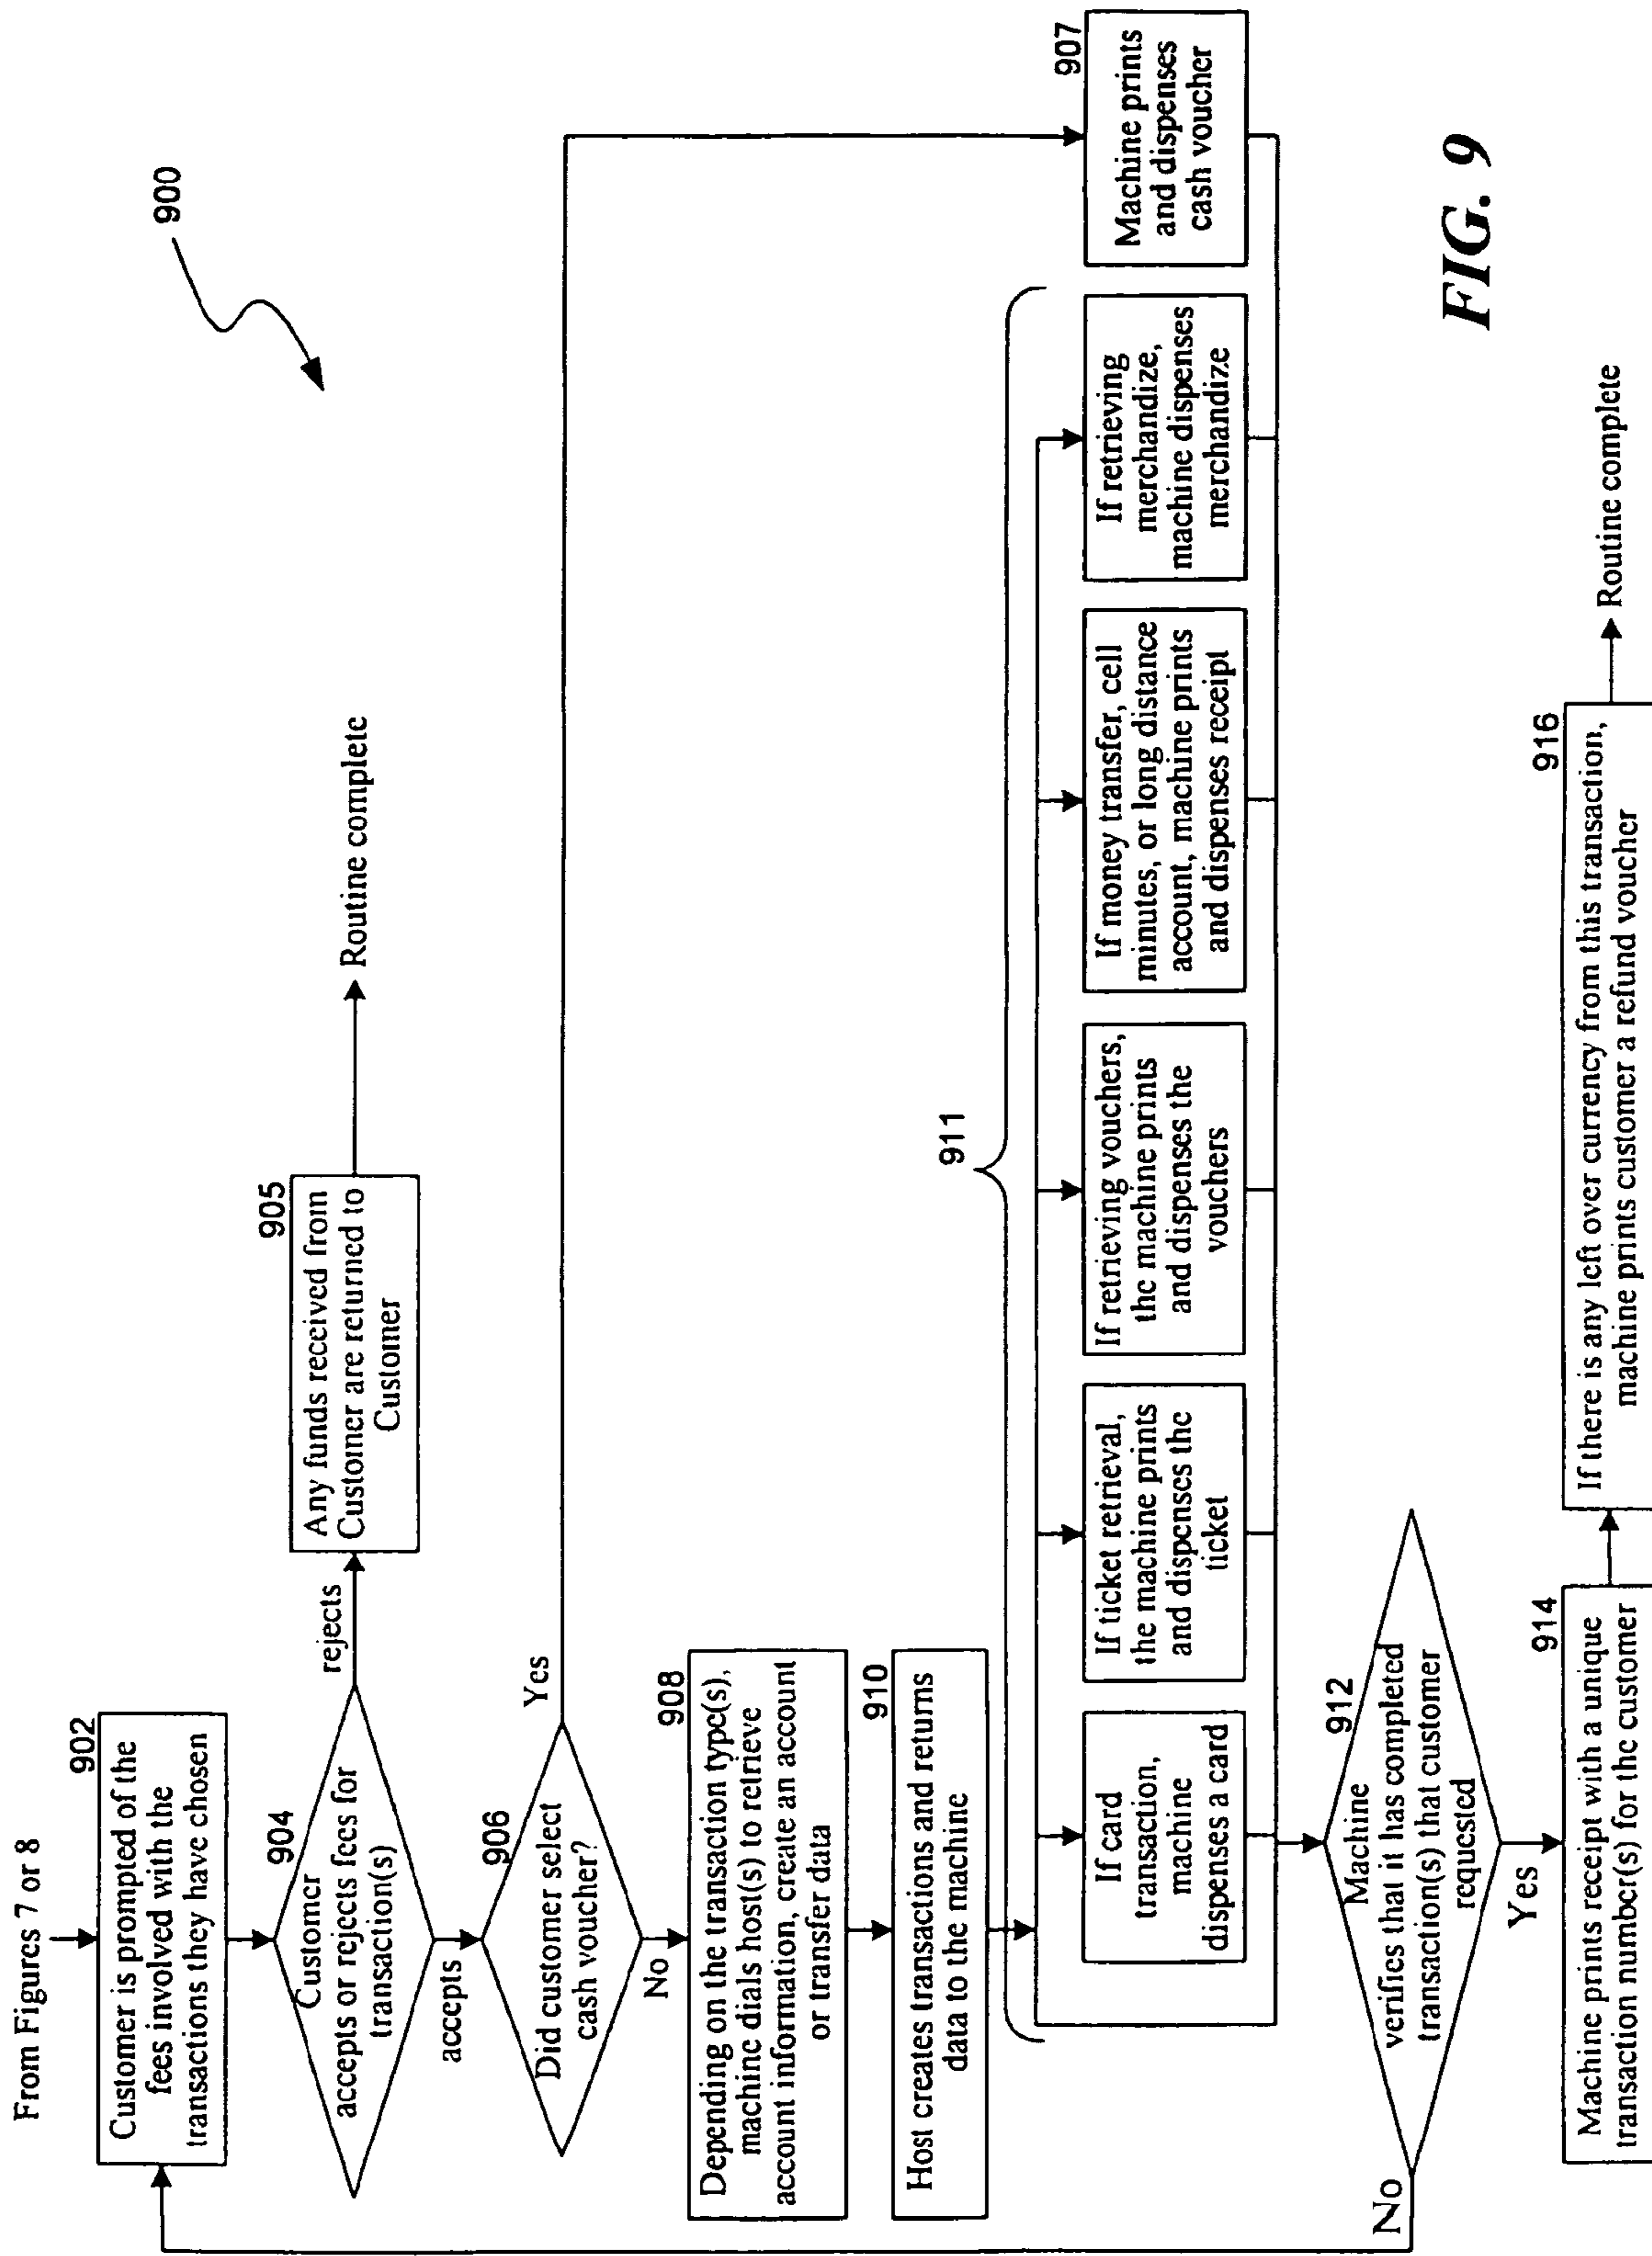 From Figures 7 or 8
900
902
Customer is prompted of the
fees involved with the
transactions they have chosen
904
Customer
accepts or rejects fees for
transaction(s)
rejects
905
Any funds received from
Customer are returned to
Customer
Routine complete
accepts
906
Did customer select
cash voucher?
Yes
No
908
Depending on the transaction type(s),
machine dials host(s) to retrieve
account information, create an account
or transfer data
910
Host creates transactions and returns
data to the machine
911
If card
transaction,
machine
dispenses a card
If ticket retrieval,
the machine prints
and dispenses the
ticket
If retrieving vouchers,
the machine prints
and dispenses the
vouchers
If money transfer, cell
minutes, or long distance
account, machine prints
and dispenses receipt
If retrieving
merchandize,
machine dispenses
merchandize
907
Machine prints
and dispenses
cash voucher
912
Machine
verifies that it has completed
transaction(s) that customer
requested
No
Yes
914
Machine prints receipt with a unique
transaction number(s) for the customer
916
If there is any left over currency from this transaction,
machine prints customer a refund voucher
Routine complete
FIG. 9